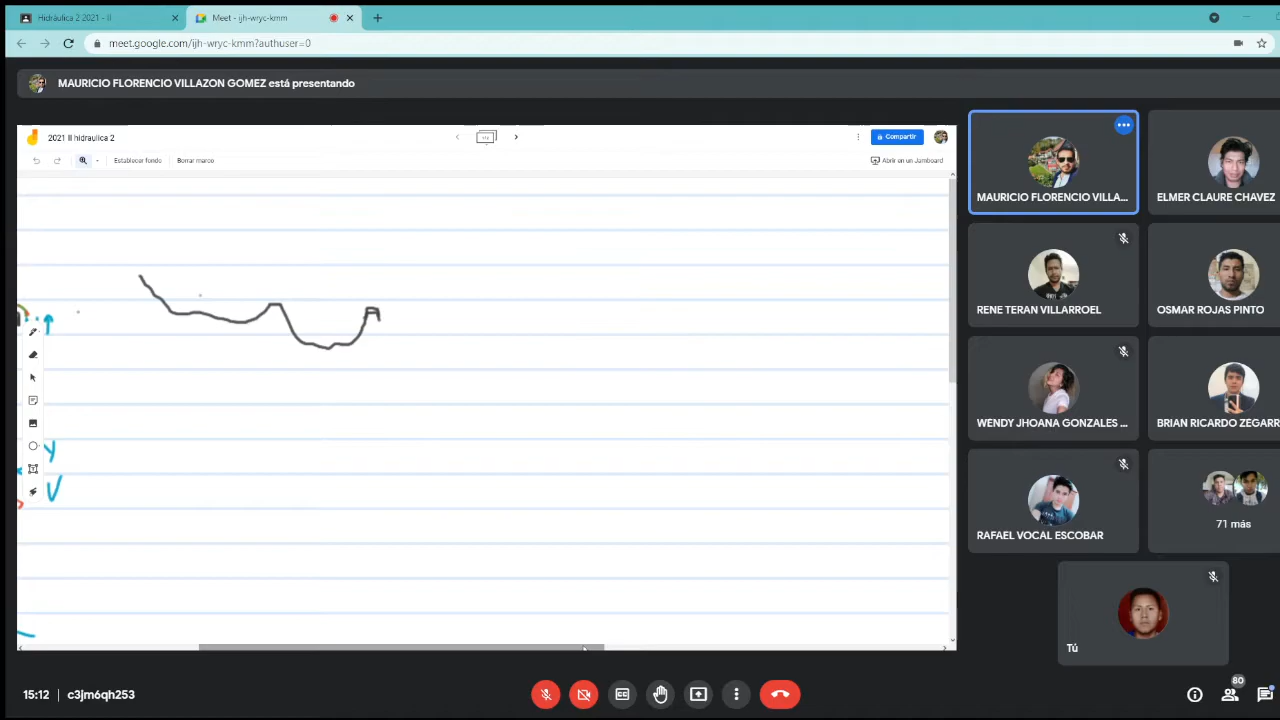 Hidráulica 2 2021 - II
Meet - ijh-wryc-kmm
meet.google.com/ijh-wryc-kmm?authuser=0
MAURICIO FLORENCIO VILLAZON GOMEZ está presentando
2021 II hidraulica 2
Compartir
Establecer fondo
Borrar marco
Abrir en un Jamboard
y
V
MAURICIO FLORENCIO VILLA...
ELMER CLAURE CHAVEZ
RENE TERAN VILLARROEL
OSMAR ROJAS PINTO
WENDY JHOANA GONZALES ...
BRIAN RICARDO ZEGARR
RAFAEL VOCAL ESCOBAR
71 más
Tú
15:12 | c3jm6qh253
80